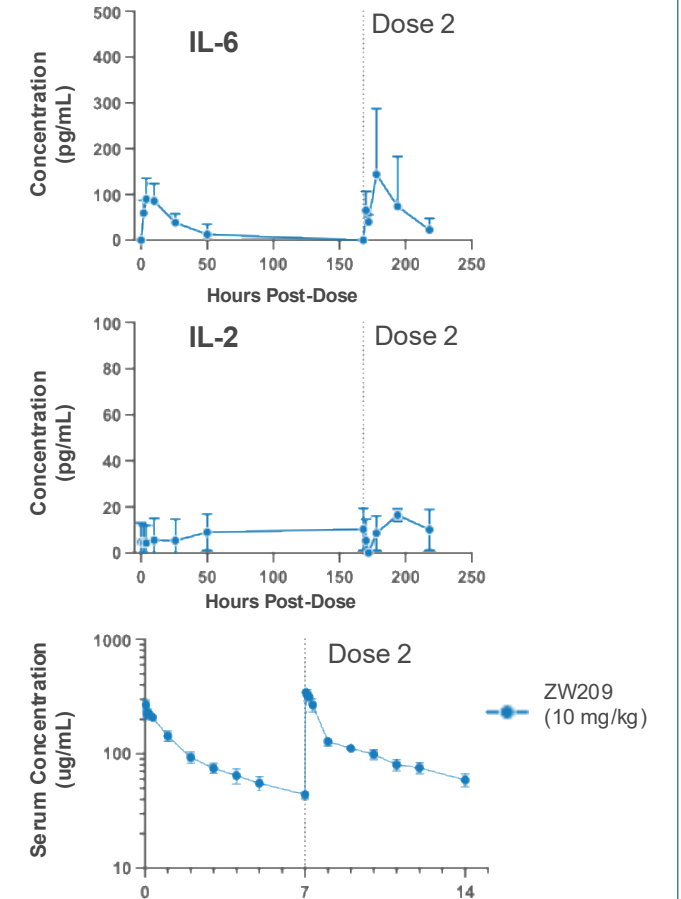 500
IL-6
Dose 2
400
300
200
100
0
Concentration
(pg/mL)
0 50 100 150 200 250
Hours Post-Dose
100
IL-2
Dose 2
80
60
40
20
0
Concentration
(pg/mL)
0 50 100 150 200 250
Hours Post-Dose
1000
Dose 2
100
10
Serum Concentration
(ug/mL)
0 7 14
ZW209
(10 mg/kg)